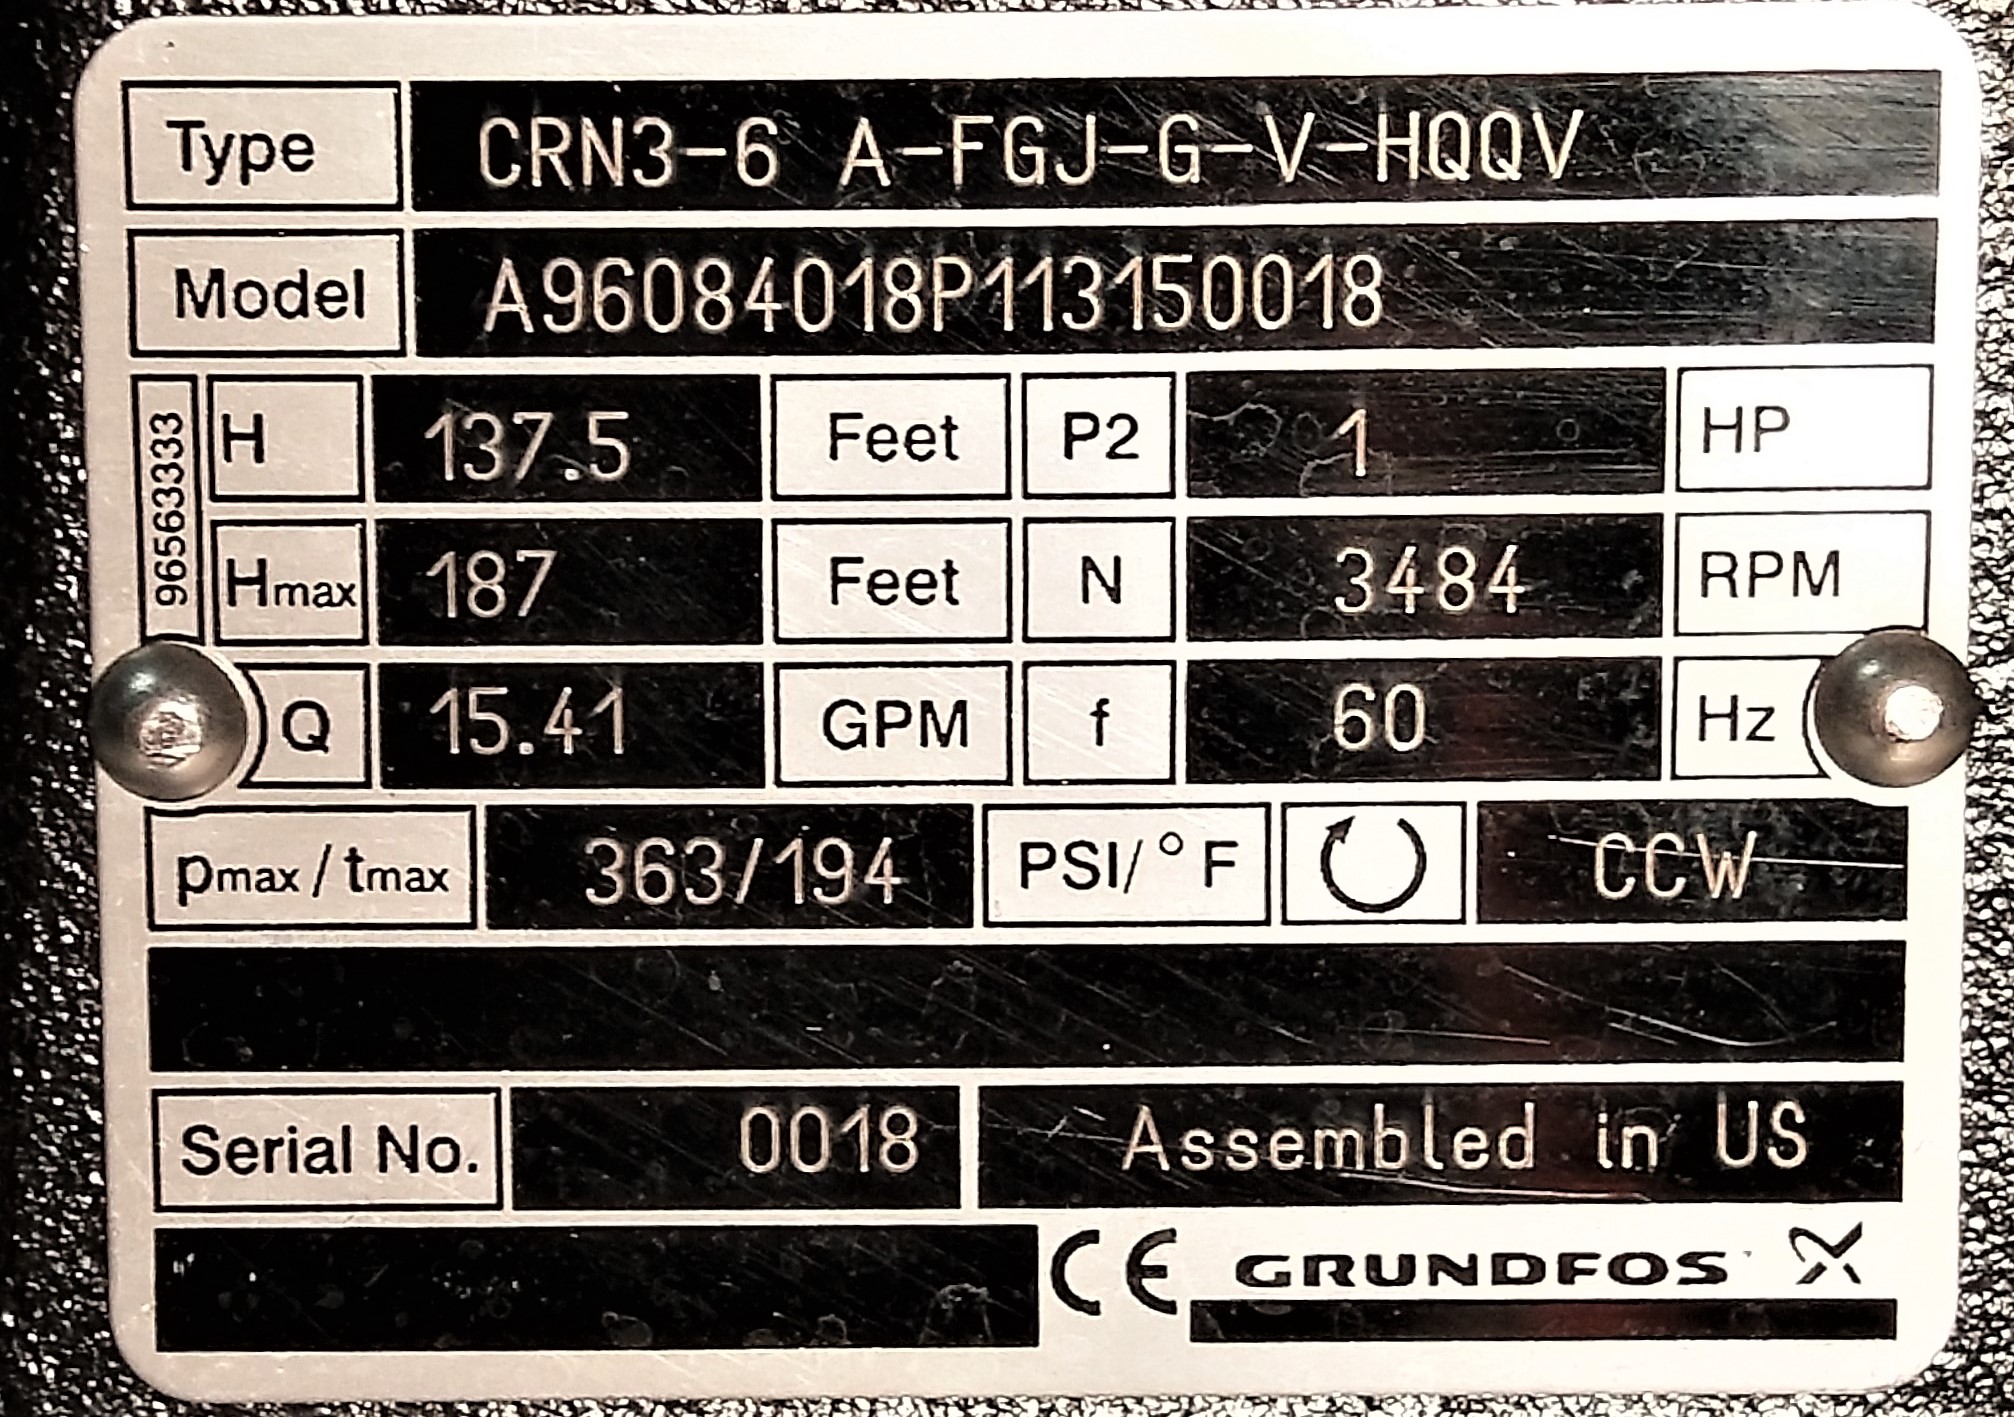 Type CRN3-6 A-FGJ-G-V-HQQV
Model A96084018P113150018
96563333
H 137.5 Feet P2 1 HP
Hmax 187 Feet N 3484 RPM
Q 15.41 GPM f 60 Hz
pmax/tmax 363/194 PSI/°F CCW
Serial No. 0018 Assembled in US
CE GRUNDFOS